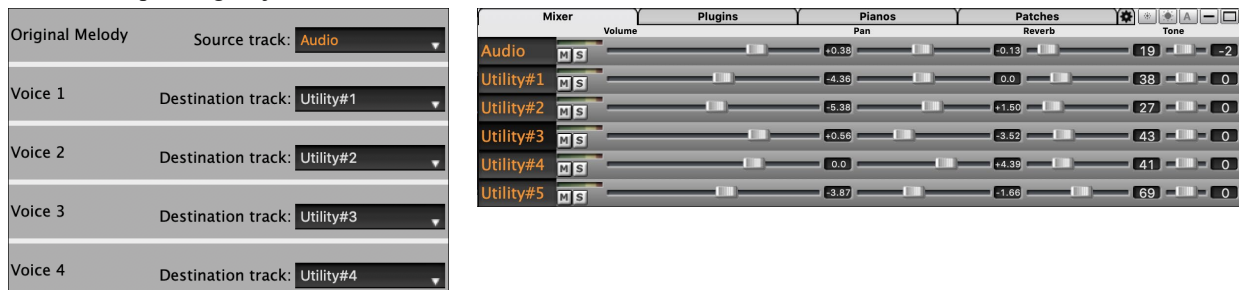 Original Melody Source track: Audio
Voice 1 Destination track: Utility#1
Voice 2 Destination track: Utility#2
Voice 3 Destination track: Utility#3
Voice 4 Destination track: Utility#4
Mixer Plugins Pianos Patches A
Volume Pan Reverb Tone
Audio M S +0.38 -0.13 19 -2
Utility#1 M S -4.36 0.0 38 0
Utility#2 M S -5.38 +1.50 27 0
Utility#3 M S +0.56 -3.52 43 0
Utility#4 M S 0.0 +4.39 41 0
Utility#5 M S -3.87 -1.66 69 0